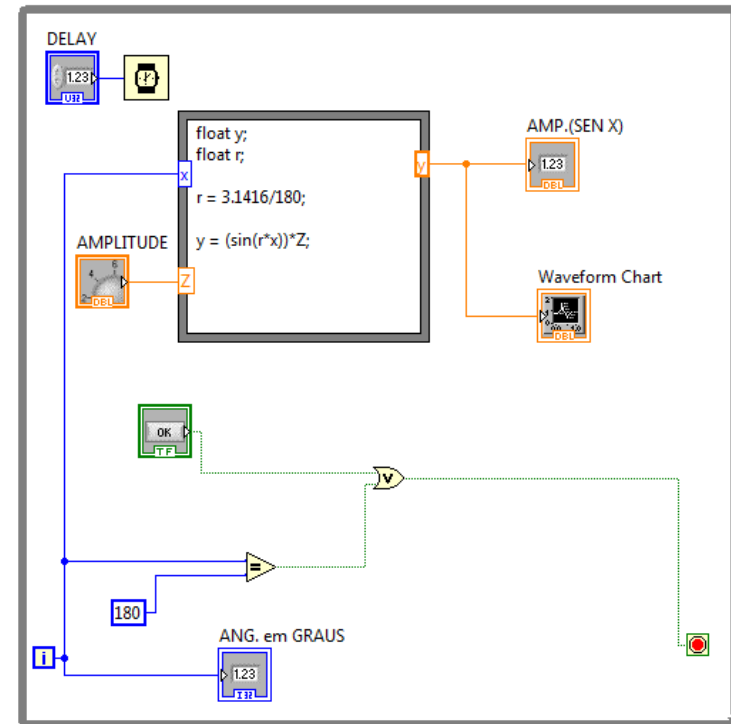 DELAY
1.23
U32
float y;
float r;
r = 3.1416/180;
y = (sin(r*x))*Z;
x
y
Z
AMP.(SEN X)
1.23
DBL
AMPLITUDE
2 4 6
DBL
Waveform Chart
DBL
OK
TF
V
=
180
i
ANG. em GRAUS
1.23
I32